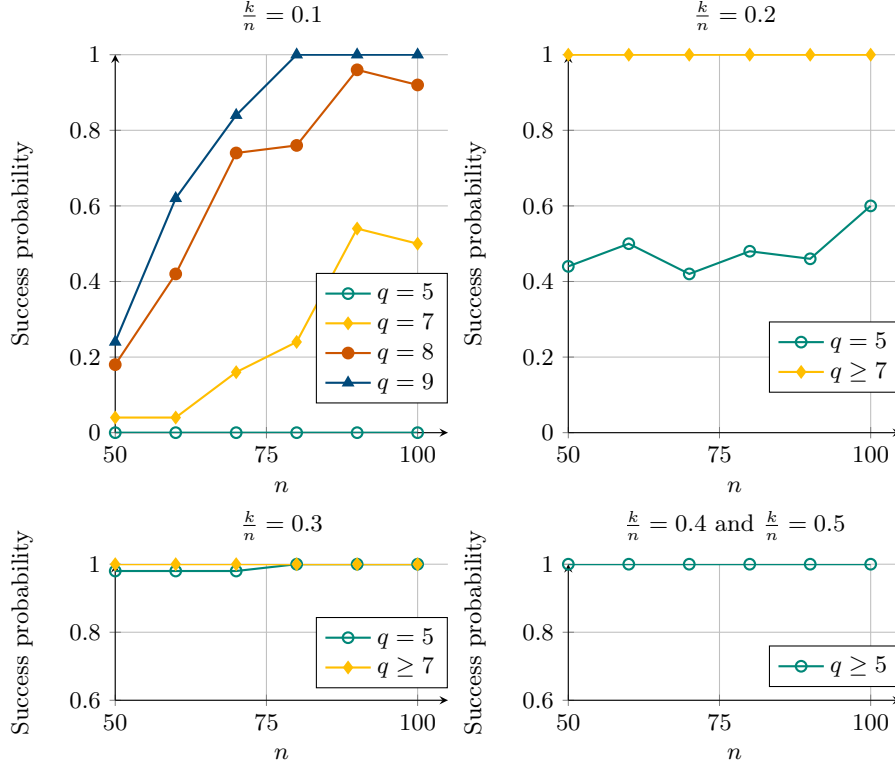 k/n = 0.1
Success probability
1
0.8
0.6
0.4
0.2
0
50
75
100
n
q = 5
q = 7
q = 8
q = 9
k/n = 0.2
Success probability
1
0.8
0.6
0.4
0.2
0
50
75
100
n
q = 5
q ≥ 7
k/n = 0.3
Success probability
1
0.8
0.6
50
75
100
n
q = 5
q ≥ 7
k/n = 0.4 and k/n = 0.5
Success probability
1
0.8
0.6
50
75
100
n
q ≥ 5